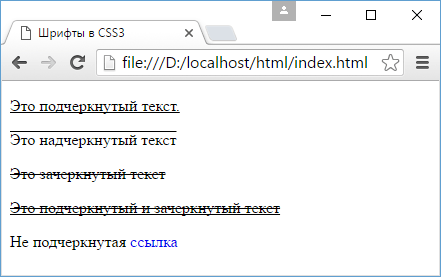 Шрифты в CSS3
file:///D:/localhost/html/index.html
Это подчеркнутый текст.
Это надчеркнутый текст
Это зачеркнутый текст
Это подчеркнутый и зачеркнутый текст
Не подчеркнутая ссылка